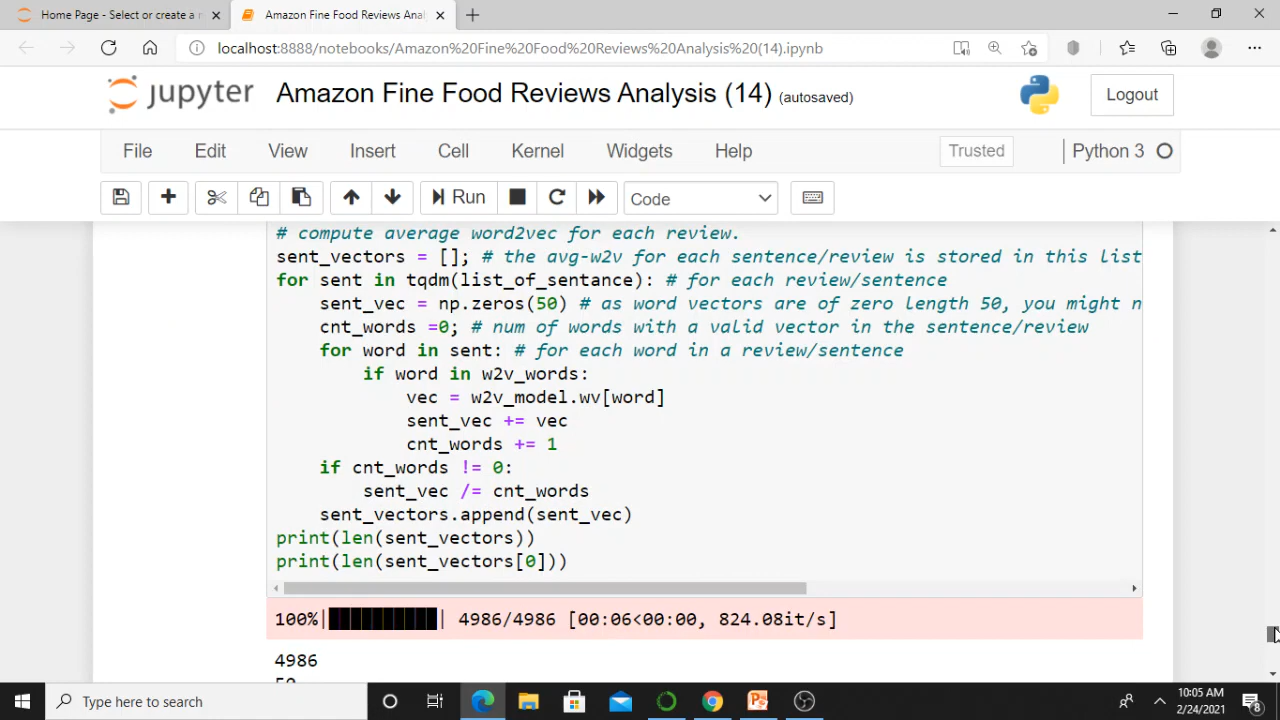 Home Page - Select or create a n
Amazon Fine Food Reviews Anal
localhost:8888/notebooks/Amazon%20Fine%20Food%20Reviews%20Analysis%20(14).ipynb
jupyter Amazon Fine Food Reviews Analysis (14) (autosaved)
Logout
File Edit View Insert Cell Kernel Widgets Help Trusted Python 3
Run Code
# compute average word2vec for each review.
sent_vectors = []; # the avg-w2v for each sentence/review is stored in this list
for sent in tqdm(list_of_sentance): # for each review/sentence
    sent_vec = np.zeros(50) # as word vectors are of zero length 50, you might n
    cnt_words =0; # num of words with a valid vector in the sentence/review
    for word in sent: # for each word in a review/sentence
        if word in w2v_words:
            vec = w2v_model.wv[word]
            sent_vec += vec
            cnt_words += 1
    if cnt_words != 0:
        sent_vec /= cnt_words
    sent_vectors.append(sent_vec)
print(len(sent_vectors))
print(len(sent_vectors[0]))
100%|██████████| 4986/4986 [00:06<00:00, 824.08it/s]
4986
50
Type here to search
10:05 AM
2/24/2021
8